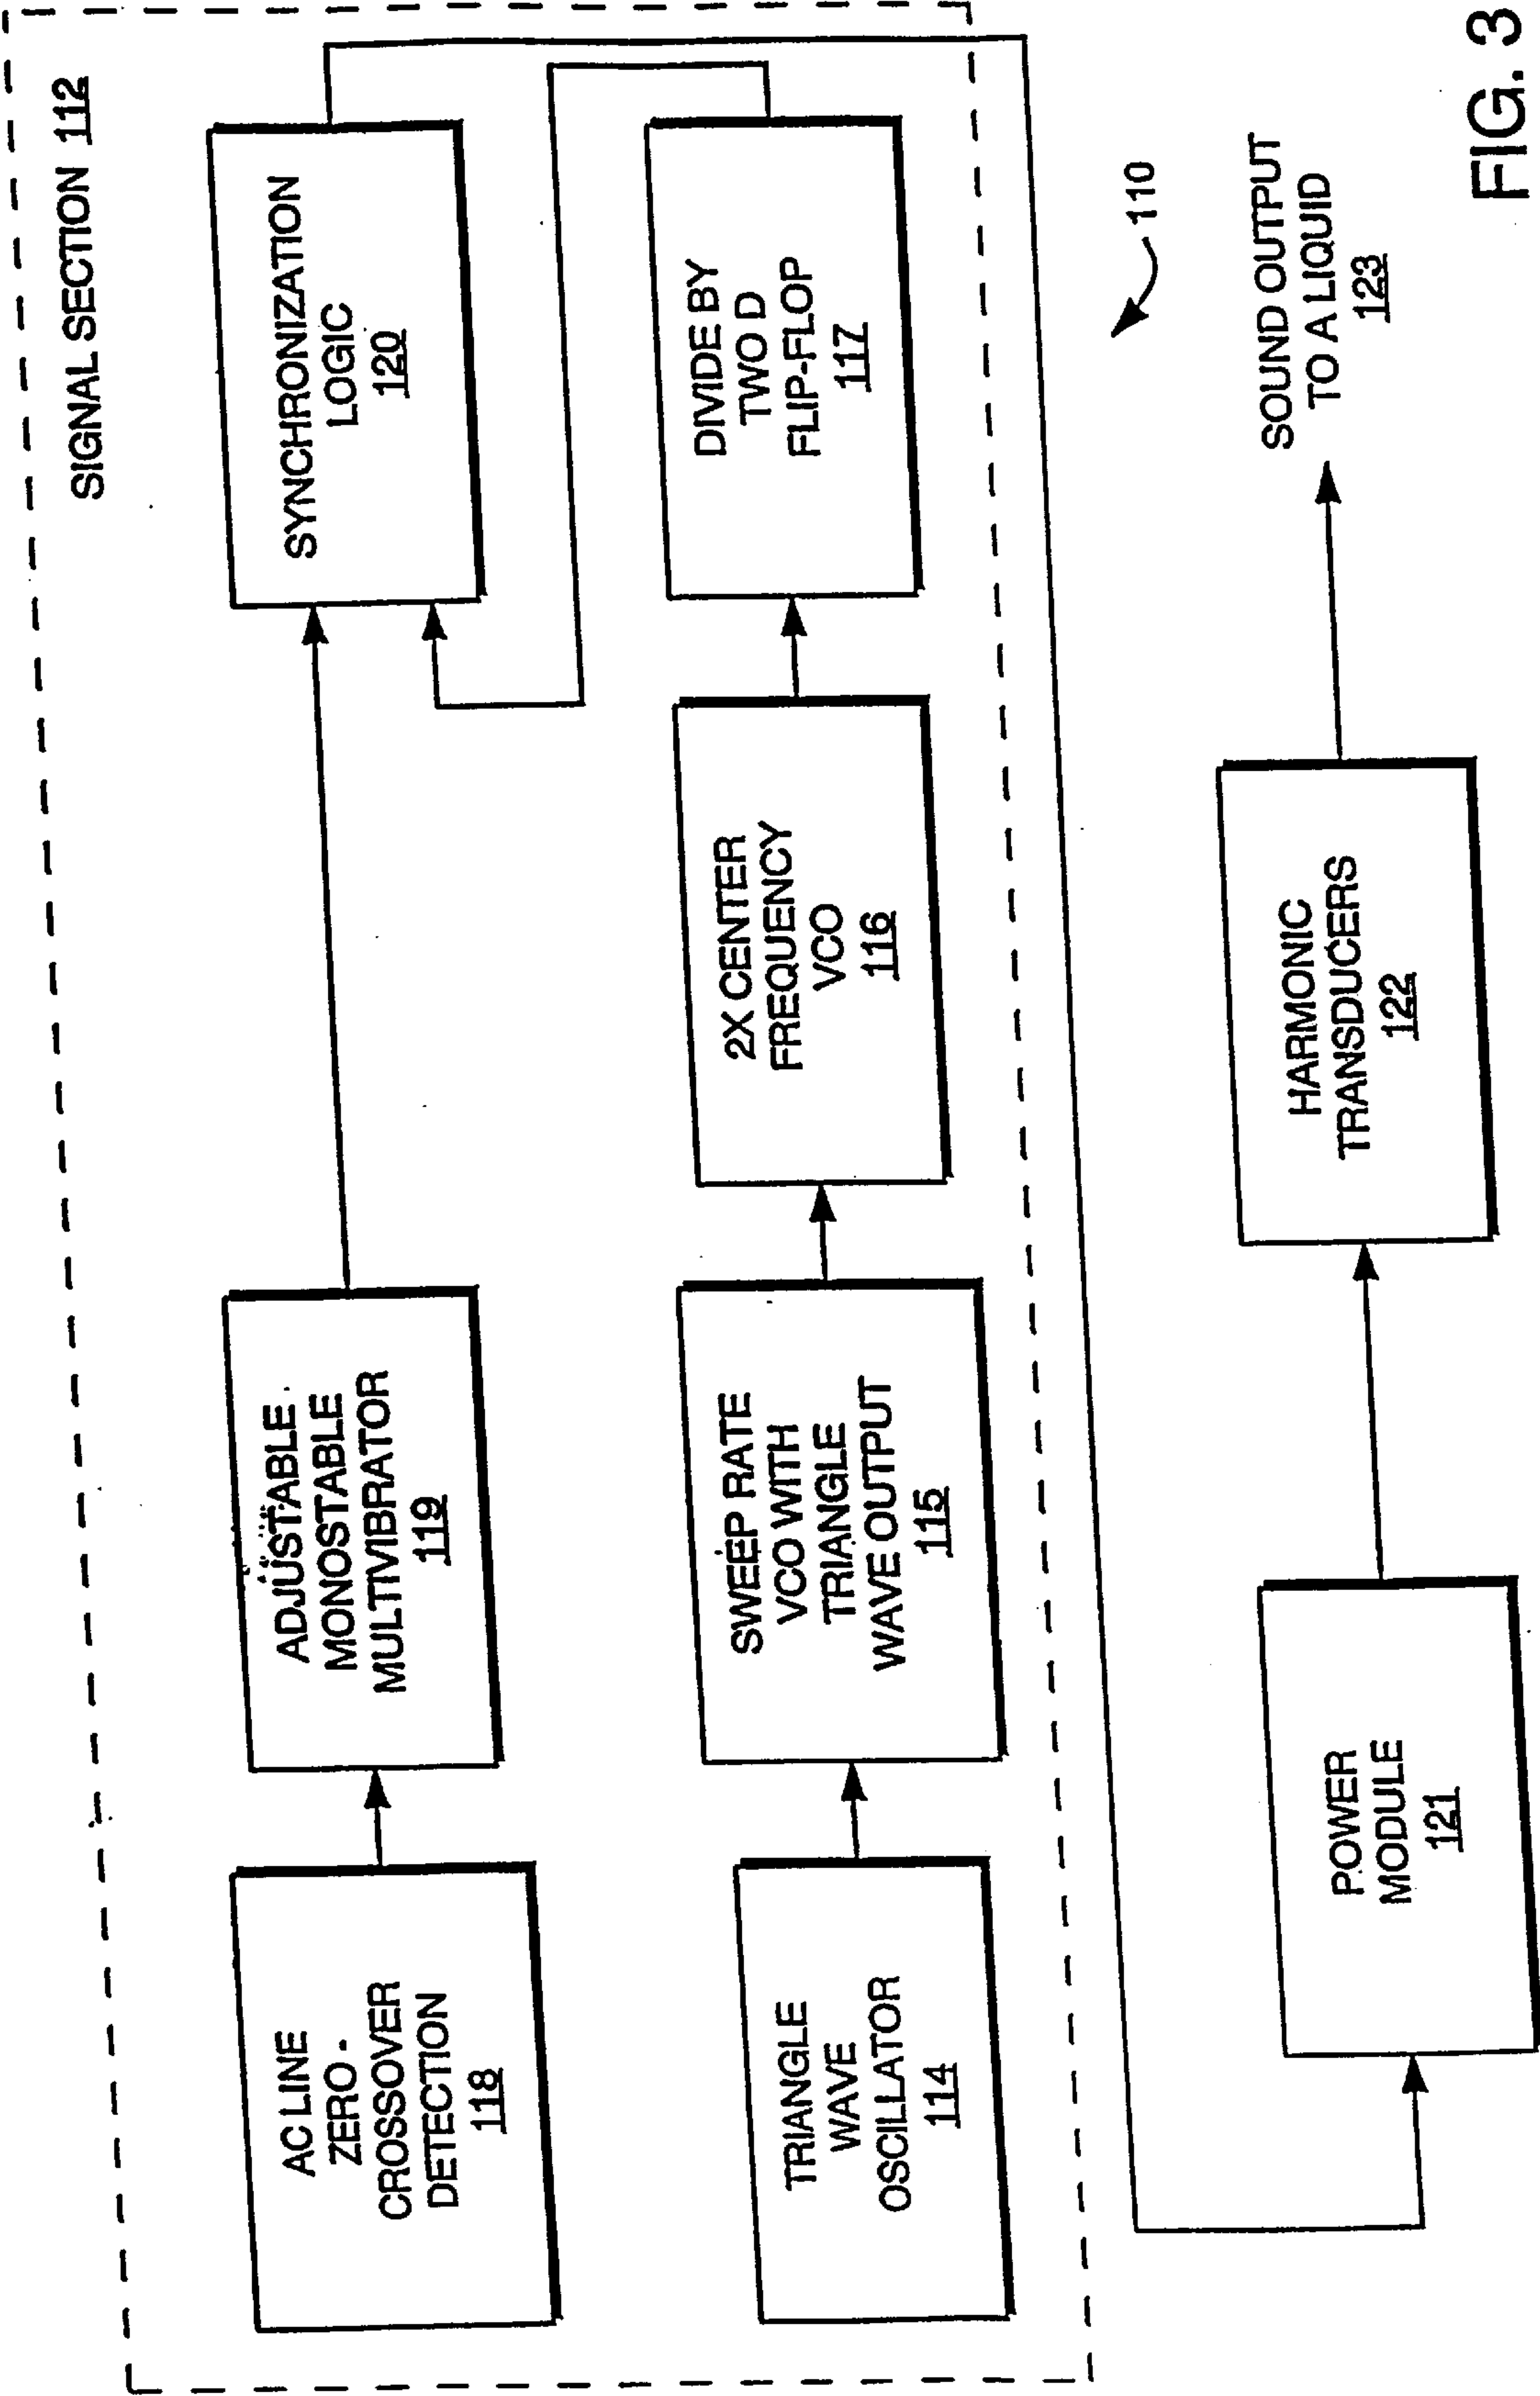 SIGNAL SECTION 112
AC LINE
ZERO-
CROSSOVER
DETECTION
118
ADJUSTABLE
MONOSTABLE
MULTIVIBRATOR
119
SYNCHRONIZATION
LOGIC
120
TRIANGLE
WAVE
OSCILLATOR
114
SWEEP RATE
VCO WITH
TRIANGLE
WAVE OUTPUT
115
2X CENTER
FREQUENCY
VCO
116
DIVIDE BY
TWO D
FLIP-FLOP
117
110
POWER
MODULE
121
HARMONIC
TRANSDUCERS
122
SOUND OUTPUT
TO A LIQUID
123
FIG. 3